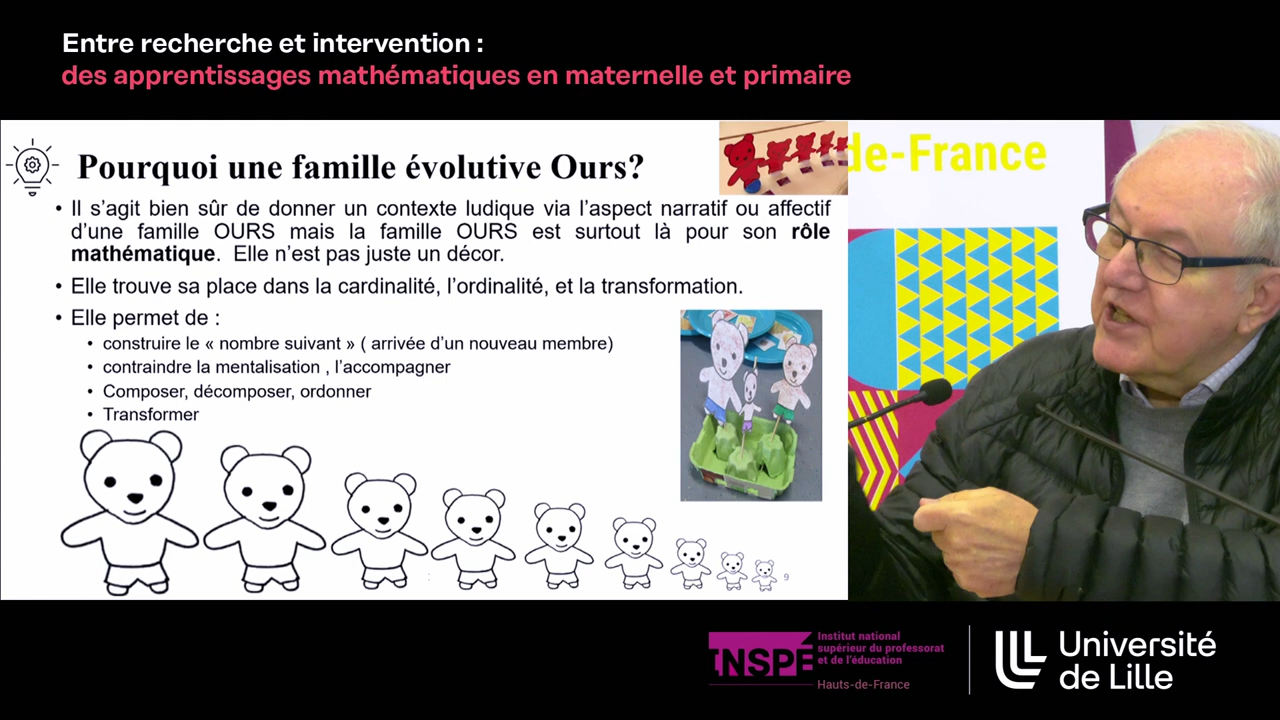 Entre recherche et intervention :
des apprentissages mathématiques en maternelle et primaire
de-France
Pourquoi une famille évolutive Ours?
• Il s’agit bien sûr de donner un contexte ludique via l’aspect narratif ou affectif
d’une famille OURS mais la famille OURS est surtout là pour son rôle
mathématique. Elle n’est pas juste un décor.
• Elle trouve sa place dans la cardinalité, l’ordinalité, et la transformation.
• Elle permet de :
• construire le « nombre suivant » ( arrivée d’un nouveau membre)
• contraindre la mentalisation , l’accompagner
• Composer, décomposer, ordonner
• Transformer
9
INSPÉ
Institut national
supérieur du professorat
et de l’éducation
Hauts-de-France
Université
de Lille